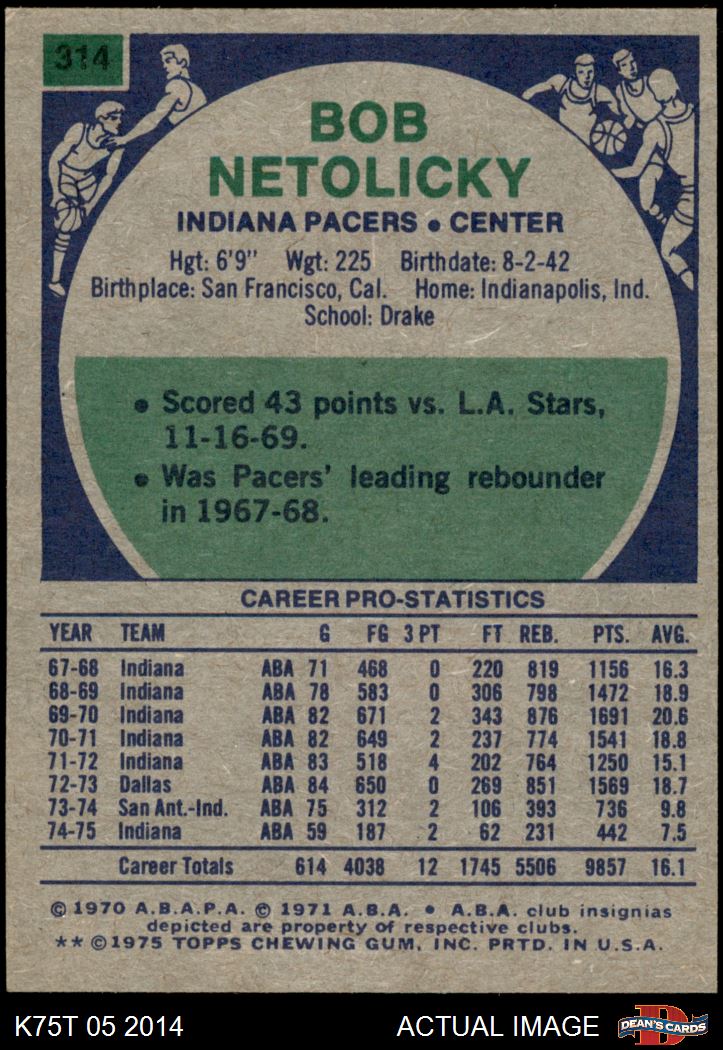 314
BOB
NETOLICKY
INDIANA PACERS • CENTER
Hgt: 6'9" Wgt: 225 Birthdate: 8-2-42
Birthplace: San Francisco, Cal. Home: Indianapolis, Ind.
School: Drake
• Scored 43 points vs. L.A. Stars,
11-16-69.
• Was Pacers' leading rebounder
in 1967-68.
CAREER PRO-STATISTICS
YEAR TEAM G FG 3 PT FT REB. PTS. AVG.
67-68 Indiana ABA 71 468 0 220 819 1156 16.3
68-69 Indiana ABA 78 583 0 306 798 1472 18.9
69-70 Indiana ABA 82 671 2 343 876 1691 20.6
70-71 Indiana ABA 82 649 2 237 774 1541 18.8
71-72 Indiana ABA 83 518 4 202 764 1250 15.1
72-73 Dallas ABA 84 650 0 269 851 1569 18.7
73-74 San Ant.-Ind. ABA 75 312 2 106 393 736 9.8
74-75 Indiana ABA 59 187 2 62 231 442 7.5
Career Totals 614 4038 12 1745 5506 9857 16.1
© 1970 A.B.A.P.A. © 1971 A.B.A. • A.B.A. club insignias
depicted are property of respective clubs.
** © 1975 TOPPS CHEWING GUM, INC. PRTD. IN U.S.A.
K75T 05 2014 ACTUAL IMAGE
D
DEAN'S CARDS